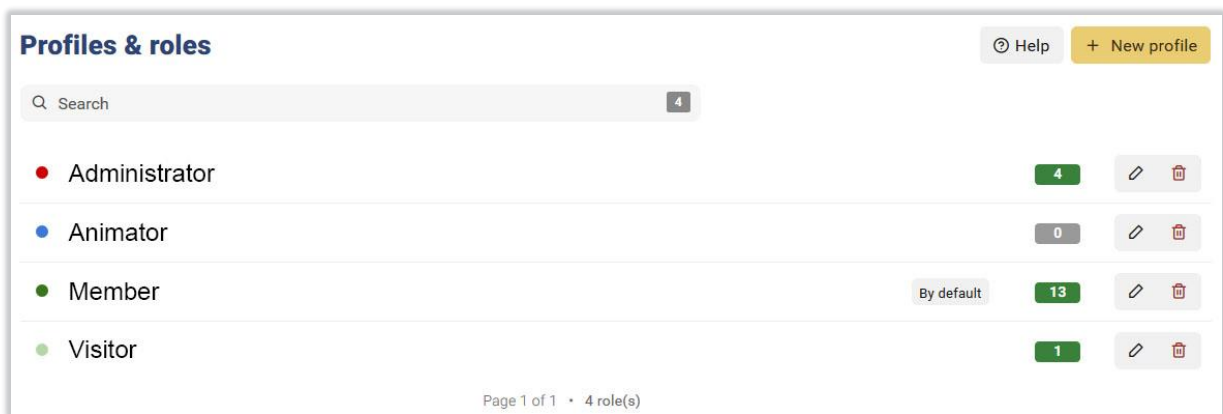 Profiles & roles Help + New profile
Search 4
Administrator 4
Animator 0
Member By default 13
Visitor 1
Page 1 of 1 • 4 role(s)